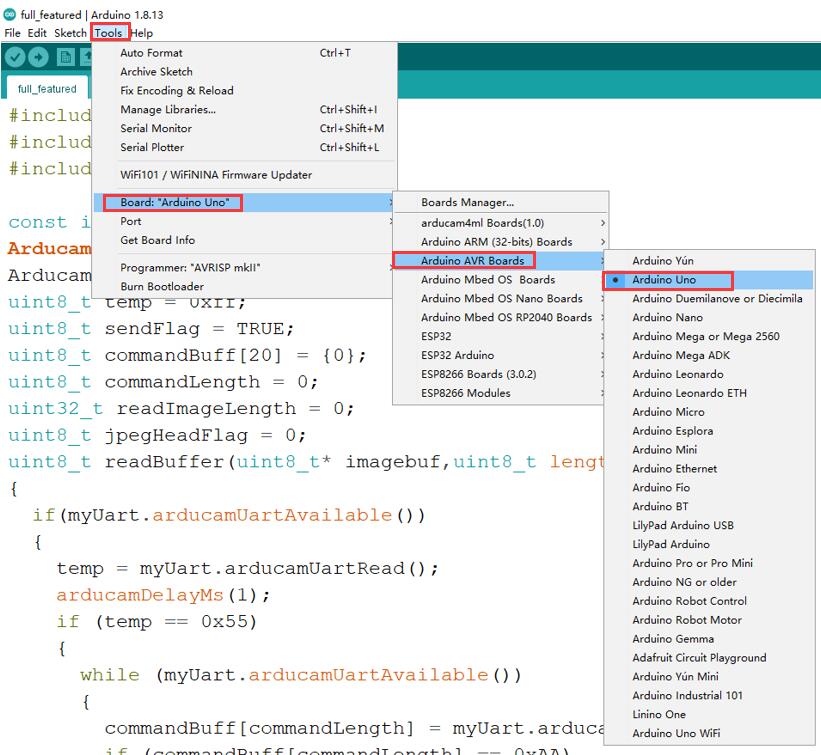 full_featured | Arduino 1.8.13
File Edit Sketch Tools Help
full_featured
Auto Format Ctrl+T
Archive Sketch
Fix Encoding & Reload
Manage Libraries... Ctrl+Shift+I
Serial Monitor Ctrl+Shift+M
Serial Plotter Ctrl+Shift+L
WiFi101 / WiFiNINA Firmware Updater
Board: "Arduino Uno"
Port
Get Board Info
Programmer: "AVRISP mkII"
Burn Bootloader
Boards Manager...
arducam4ml Boards(1.0)
Arduino ARM (32-bits) Boards
Arduino AVR Boards
Arduino Mbed OS Boards
Arduino Mbed OS Nano Boards
Arduino Mbed OS RP2040 Boards
ESP32
ESP32 Arduino
ESP8266 Boards (3.0.2)
ESP8266 Modules
Arduino Yún
Arduino Uno
Arduino Duemilanove or Diecimila
Arduino Nano
Arduino Mega or Mega 2560
Arduino Mega ADK
Arduino Leonardo
Arduino Leonardo ETH
Arduino Micro
Arduino Esplora
Arduino Mini
Arduino Ethernet
Arduino Fio
Arduino BT
LilyPad Arduino USB
LilyPad Arduino
Arduino Pro or Pro Mini
Arduino NG or older
Arduino Robot Control
Arduino Robot Motor
Arduino Gemma
Adafruit Circuit Playground
Arduino Yún Mini
Arduino Industrial 101
Linino One
Arduino Uno WiFi
#includ
#includ
#includ
const i
Arducam
Arducam
uint8_t temp = 0xff;
uint8_t sendFlag = TRUE;
uint8_t commandBuff[20] = {0};
uint8_t commandLength = 0;
uint32_t readImageLength = 0;
uint8_t jpegHeadFlag = 0;
uint8_t readBuffer(uint8_t* imagebuf,uint8_t lengt
{
if(myUart.arducamUartAvailable())
{
temp = myUart.arducamUartRead();
arducamDelayMs(1);
if (temp == 0x55)
{
while (myUart.arducamUartAvailable())
{
commandBuff[commandLength] = myUart.arduca
if (commandBuff[commandLength] == 0xAA)